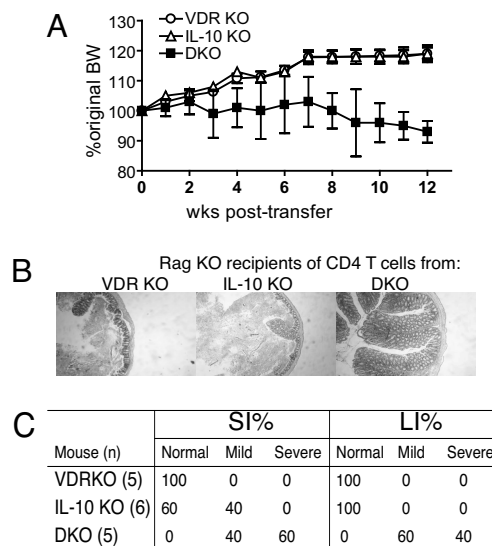 A
%original BW
VDR KO
IL-10 KO
DKO
130
120
110
100
90
80
0 2 4 6 8 10 12
wks post-transfer
B
Rag KO recipients of CD4 T cells from:
VDR KO IL-10 KO DKO
C
SI% LI%
Mouse (n) Normal Mild Severe Normal Mild Severe
VDRKO (5) 100 0 0 100 0 0
IL-10 KO (6) 60 40 0 100 0 0
DKO (5) 0 40 60 0 60 40